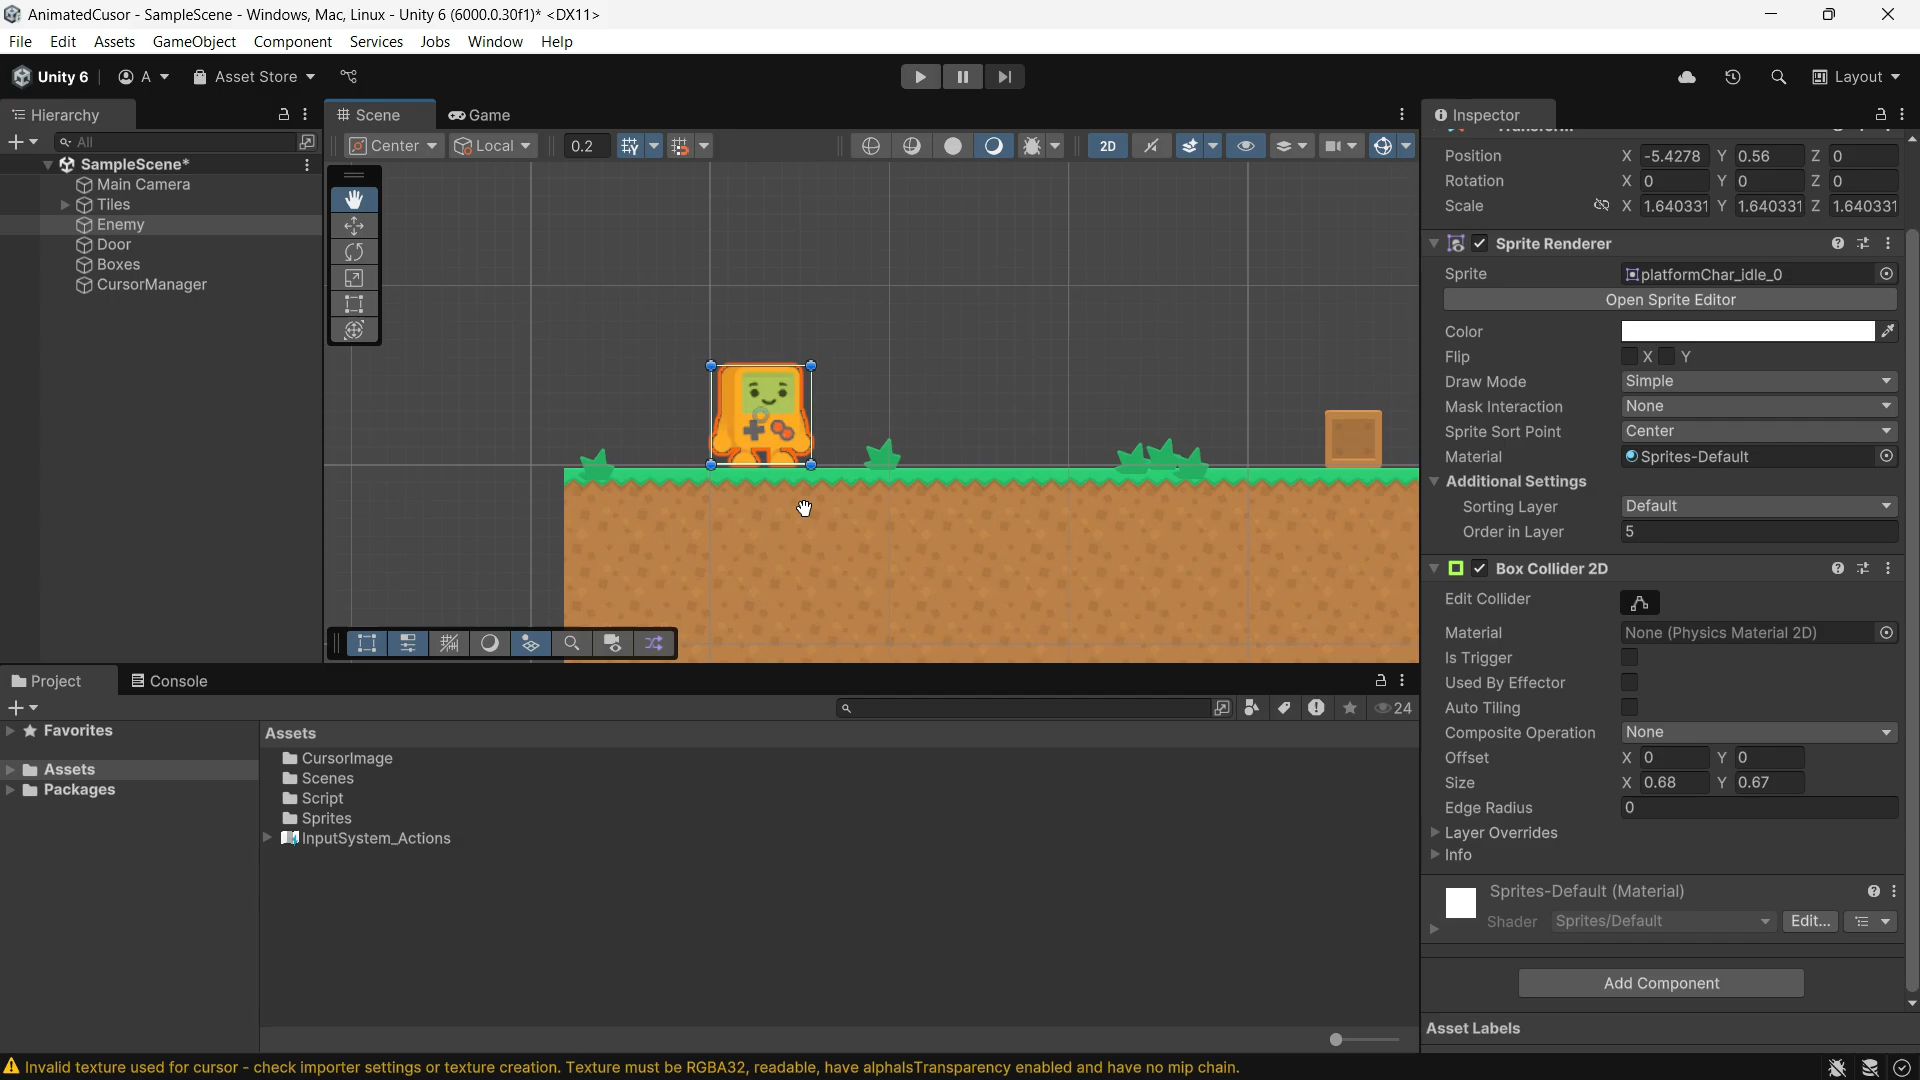 AnimatedCusor - SampleScene - Windows, Mac, Linux - Unity 6 (6000.0.30f1)* <DX11>
File Edit Assets GameObject Component Services Jobs Window Help
Unity 6 A Asset Store Layout
Hierarchy Scene Game Inspector
All Center Local 0.2 2D
SampleScene*
Main Camera
Tiles
Enemy
Door
Boxes
CursorManager
Position X -5.4278 Y 0.56 Z 0
Rotation X 0 Y 0 Z 0
Scale X 1.640331 Y 1.640331 Z 1.640331
Sprite Renderer
Sprite platformChar_idle_0
Open Sprite Editor
Color
Flip X Y
Draw Mode Simple
Mask Interaction None
Sprite Sort Point Center
Material Sprites-Default
Additional Settings
Sorting Layer Default
Order in Layer 5
Box Collider 2D
Edit Collider
Material None (Physics Material 2D)
Is Trigger
Used By Effector
Auto Tiling
Composite Operation None
Offset X 0 Y 0
Size X 0.68 Y 0.67
Edge Radius 0
Layer Overrides
Info
Sprites-Default (Material)
Shader Sprites/Default Edit...
Add Component
Asset Labels
Project Console
24
Favorites
Assets
Packages
Assets
CursorImage
Scenes
Script
Sprites
InputSystem_Actions
Invalid texture used for cursor - check importer settings or texture creation. Texture must be RGBA32, readable, have alphaIsTransparency enabled and have no mip chain.